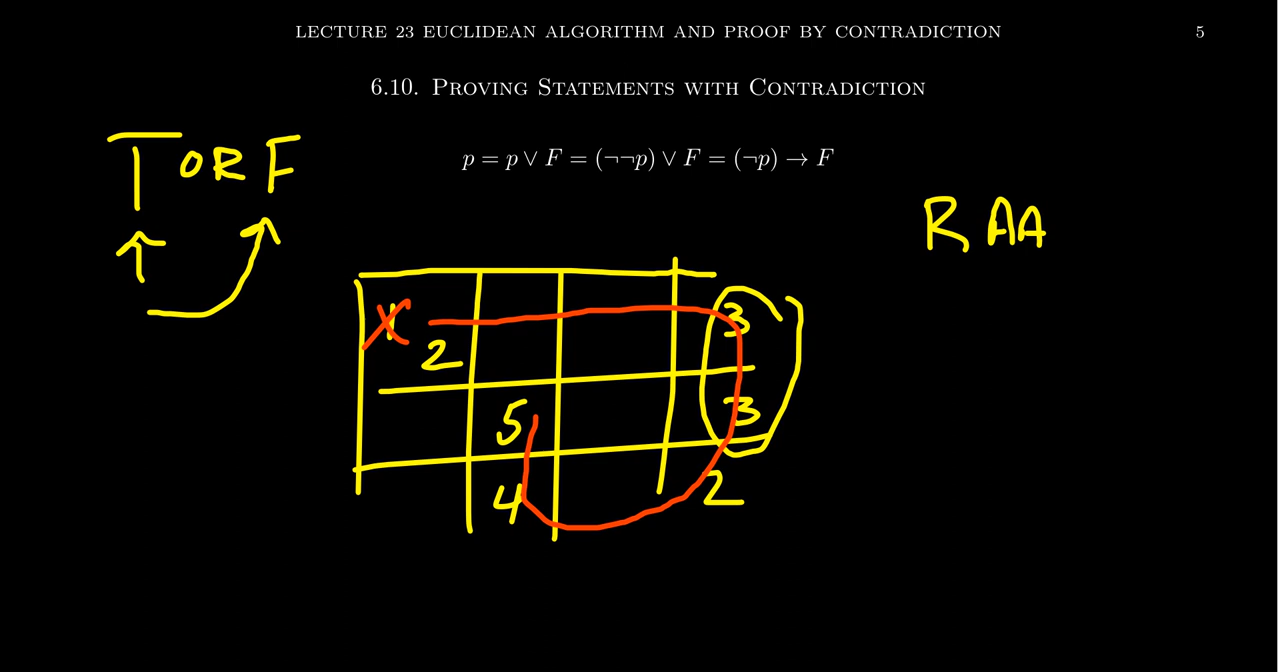 LECTURE 23 EUCLIDEAN ALGORITHM AND PROOF BY CONTRADICTION 5
6.10. PROVING STATEMENTS WITH CONTRADICTION
T OR F
p = p ∨ F = (¬¬p) ∨ F = (¬p) → F
RAA
3
2
5 3
4 2